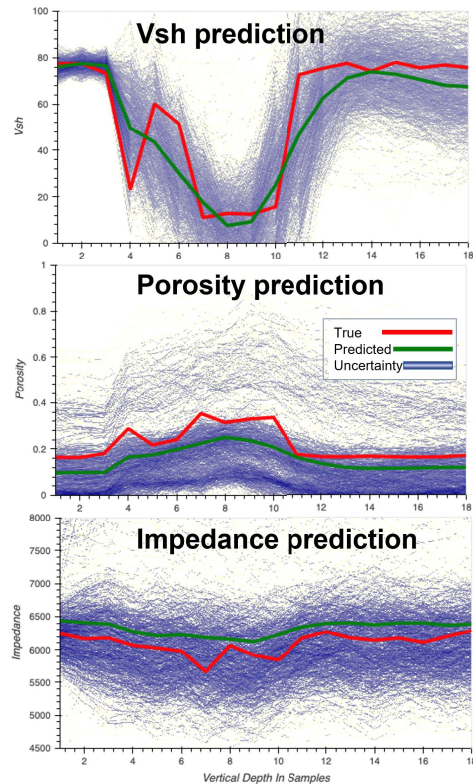 Vsh prediction
100
80
60
40
20
0
Vsh
2 4 6 8 10 12 14 16 18
Porosity prediction
1
0.8
0.6
0.4
0.2
0
Porosity
True
Predicted
Uncertainty
2 4 6 8 10 12 14 16 18
Impedance prediction
8000
7500
7000
6500
6000
5500
5000
4500
Impedance
2 4 6 8 10 12 14 16 18
Vertical Depth In Samples